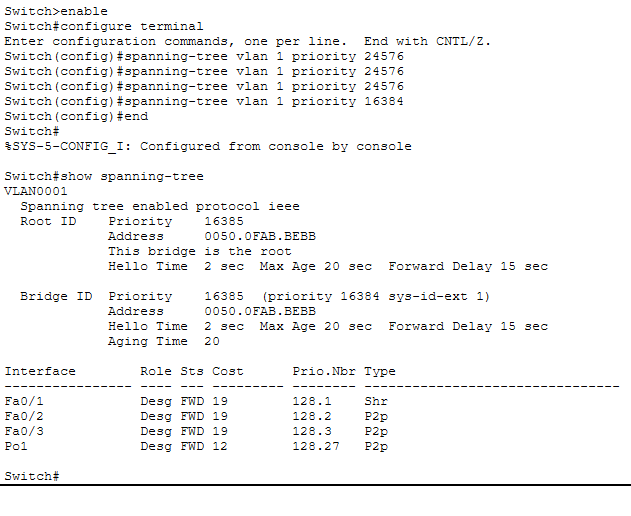 Switch>enable
Switch#configure terminal
Enter configuration commands, one per line.  End with CNTL/Z.
Switch(config)#spanning-tree vlan 1 priority 24576
Switch(config)#spanning-tree vlan 1 priority 24576
Switch(config)#spanning-tree vlan 1 priority 24576
Switch(config)#spanning-tree vlan 1 priority 16384
Switch(config)#end
Switch#
%SYS-5-CONFIG_I: Configured from console by console

Switch#show spanning-tree
VLAN0001
  Spanning tree enabled protocol ieee
  Root ID    Priority    16385
             Address     0050.0FAB.BEBB
             This bridge is the root
             Hello Time  2 sec  Max Age 20 sec  Forward Delay 15 sec

  Bridge ID  Priority    16385  (priority 16384 sys-id-ext 1)
             Address     0050.0FAB.BEBB
             Hello Time  2 sec  Max Age 20 sec  Forward Delay 15 sec
             Aging Time  20

Interface        Role Sts Cost      Prio.Nbr Type
---------------- ---- --- --------- -------- --------------------------------
Fa0/1            Desg FWD 19        128.1    Shr
Fa0/2            Desg FWD 19        128.2    P2p
Fa0/3            Desg FWD 19        128.3    P2p
Po1              Desg FWD 12        128.27   P2p

Switch#